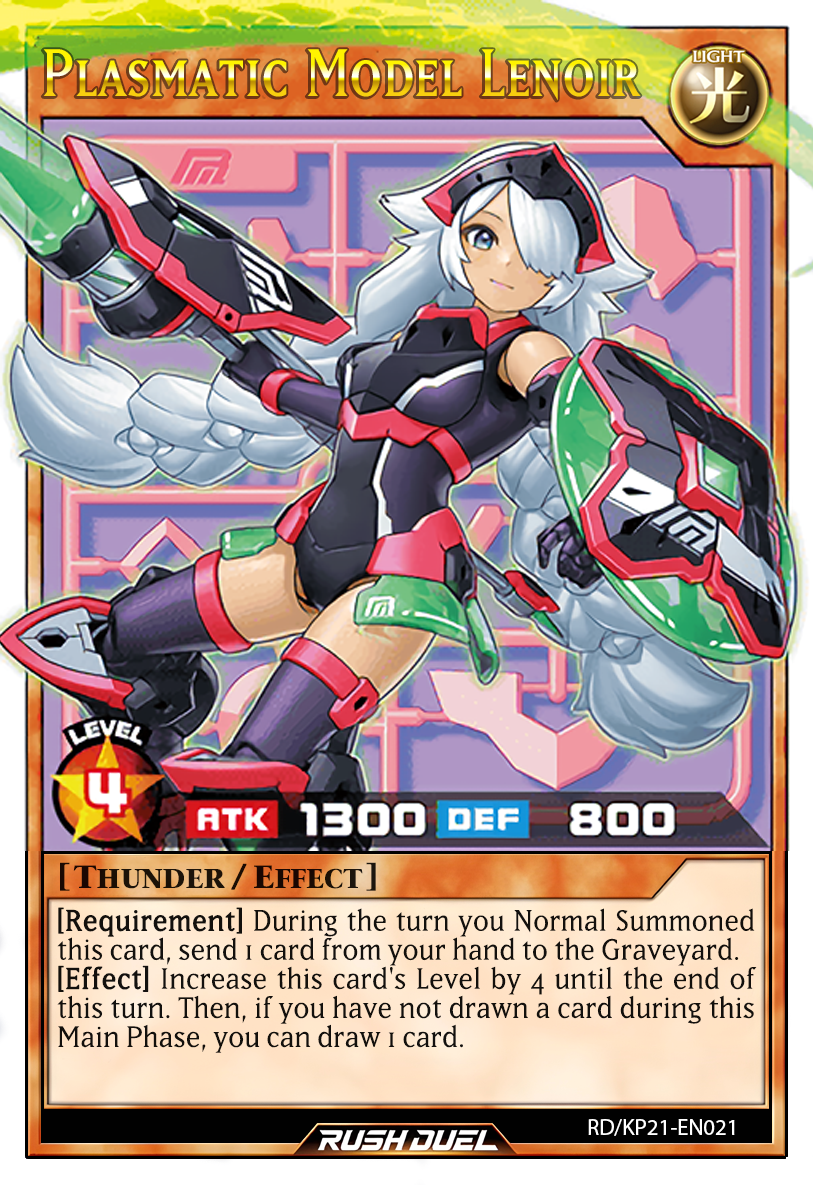 PLASMATIC MODEL LENOIR
LIGHT
光
LEVEL
4
ATK 1300 DEF 800
[THUNDER / EFFECT]
[Requirement] During the turn you Normal Summoned
this card, send 1 card from your hand to the Graveyard.
[Effect] Increase this card's Level by 4 until the end of
this turn. Then, if you have not drawn a card during this
Main Phase, you can draw 1 card.
RD/KP21-EN021
RUSH DUEL